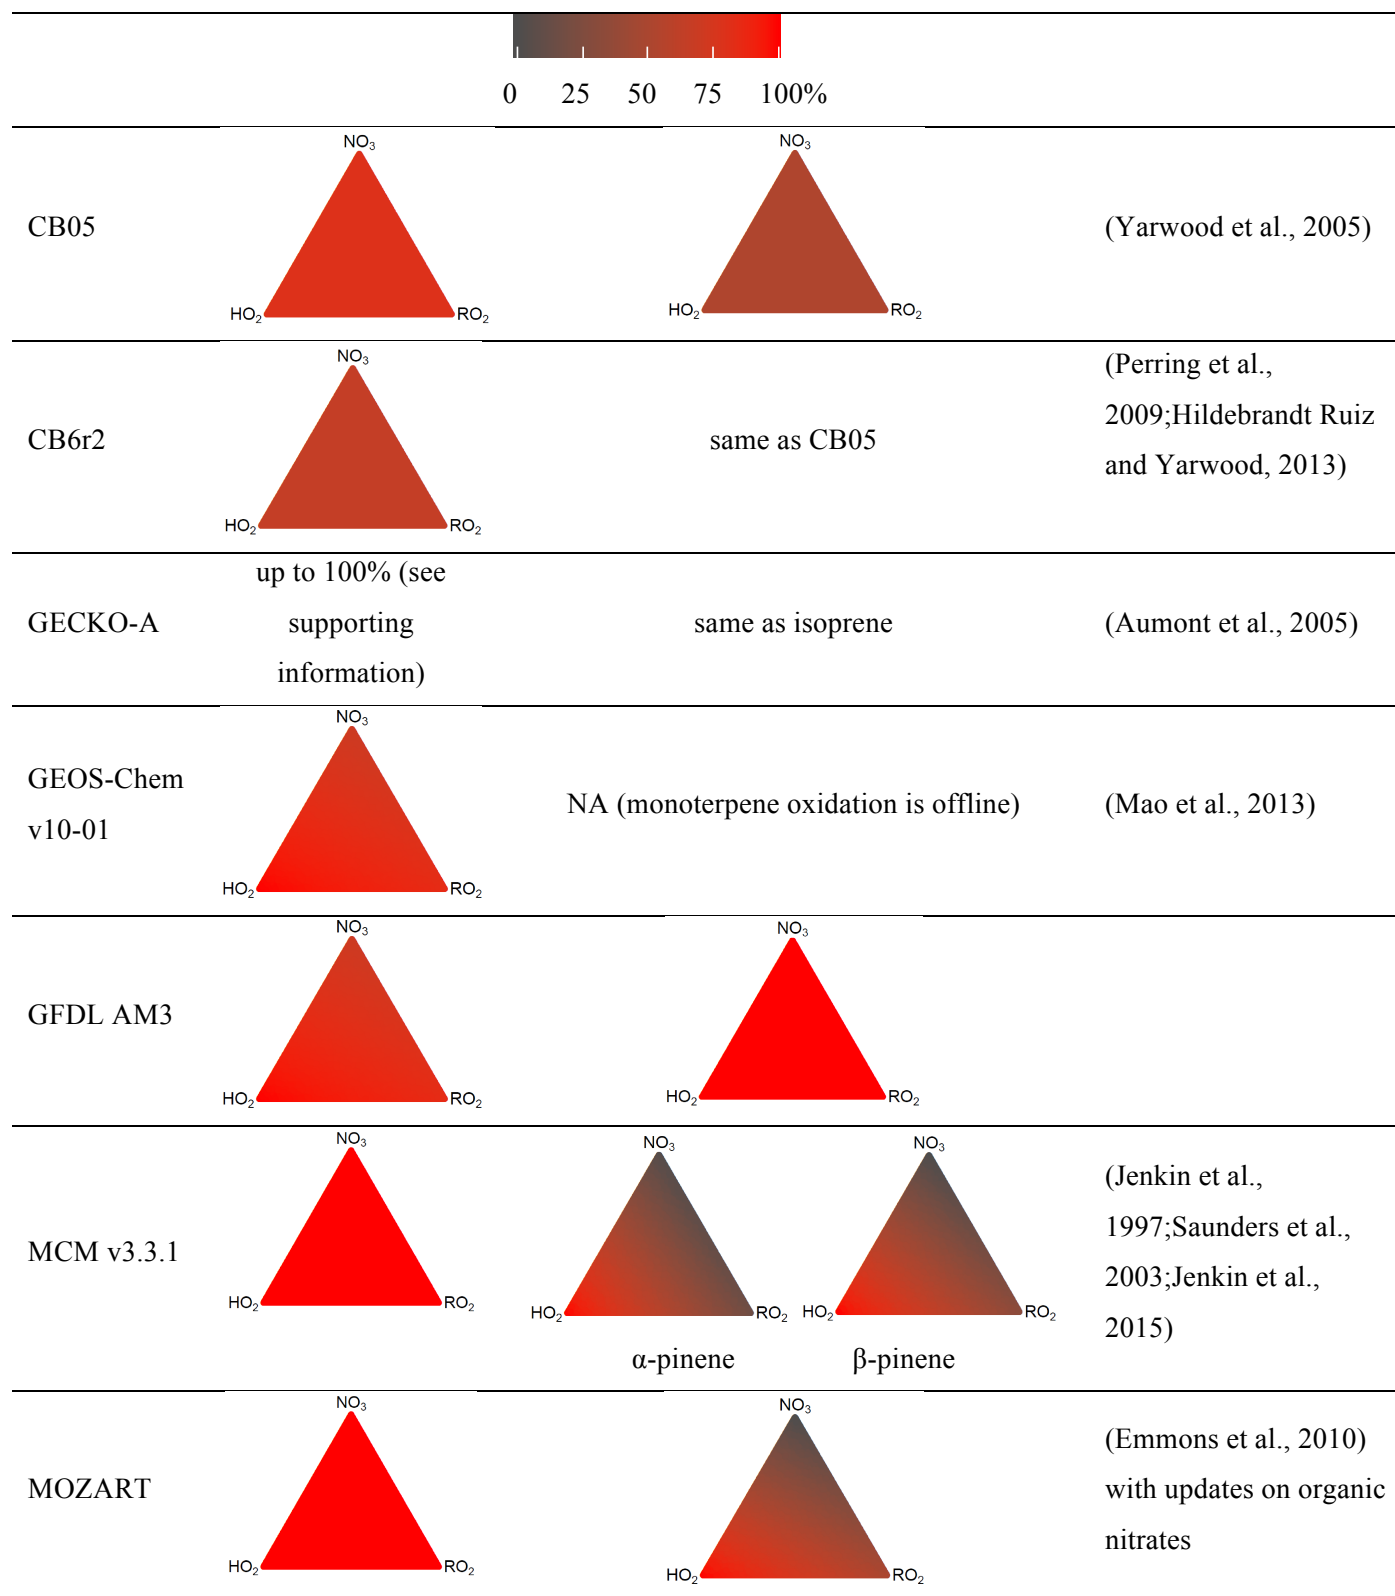 0 25 50 75 100%
NO₃
NO₃
CB05
(Yarwood et al., 2005)
HO₂ RO₂
HO₂ RO₂
NO₃
(Perring et al.,
2009;Hildebrandt Ruiz
and Yarwood, 2013)
CB6r2
same as CB05
HO₂ RO₂
up to 100% (see
supporting
information)
GECKO-A
same as isoprene
(Aumont et al., 2005)
NO₃
GEOS-Chem
v10-01
NA (monoterpene oxidation is offline)
(Mao et al., 2013)
HO₂ RO₂
NO₃
NO₃
GFDL AM3
HO₂ RO₂
HO₂ RO₂
NO₃
NO₃
NO₃
MCM v3.3.1
(Jenkin et al.,
1997;Saunders et al.,
2003;Jenkin et al.,
2015)
HO₂ RO₂
HO₂ RO₂
HO₂ RO₂
α-pinene
β-pinene
NO₃
NO₃
MOZART
(Emmons et al., 2010)
with updates on organic
nitrates
HO₂ RO₂
HO₂ RO₂